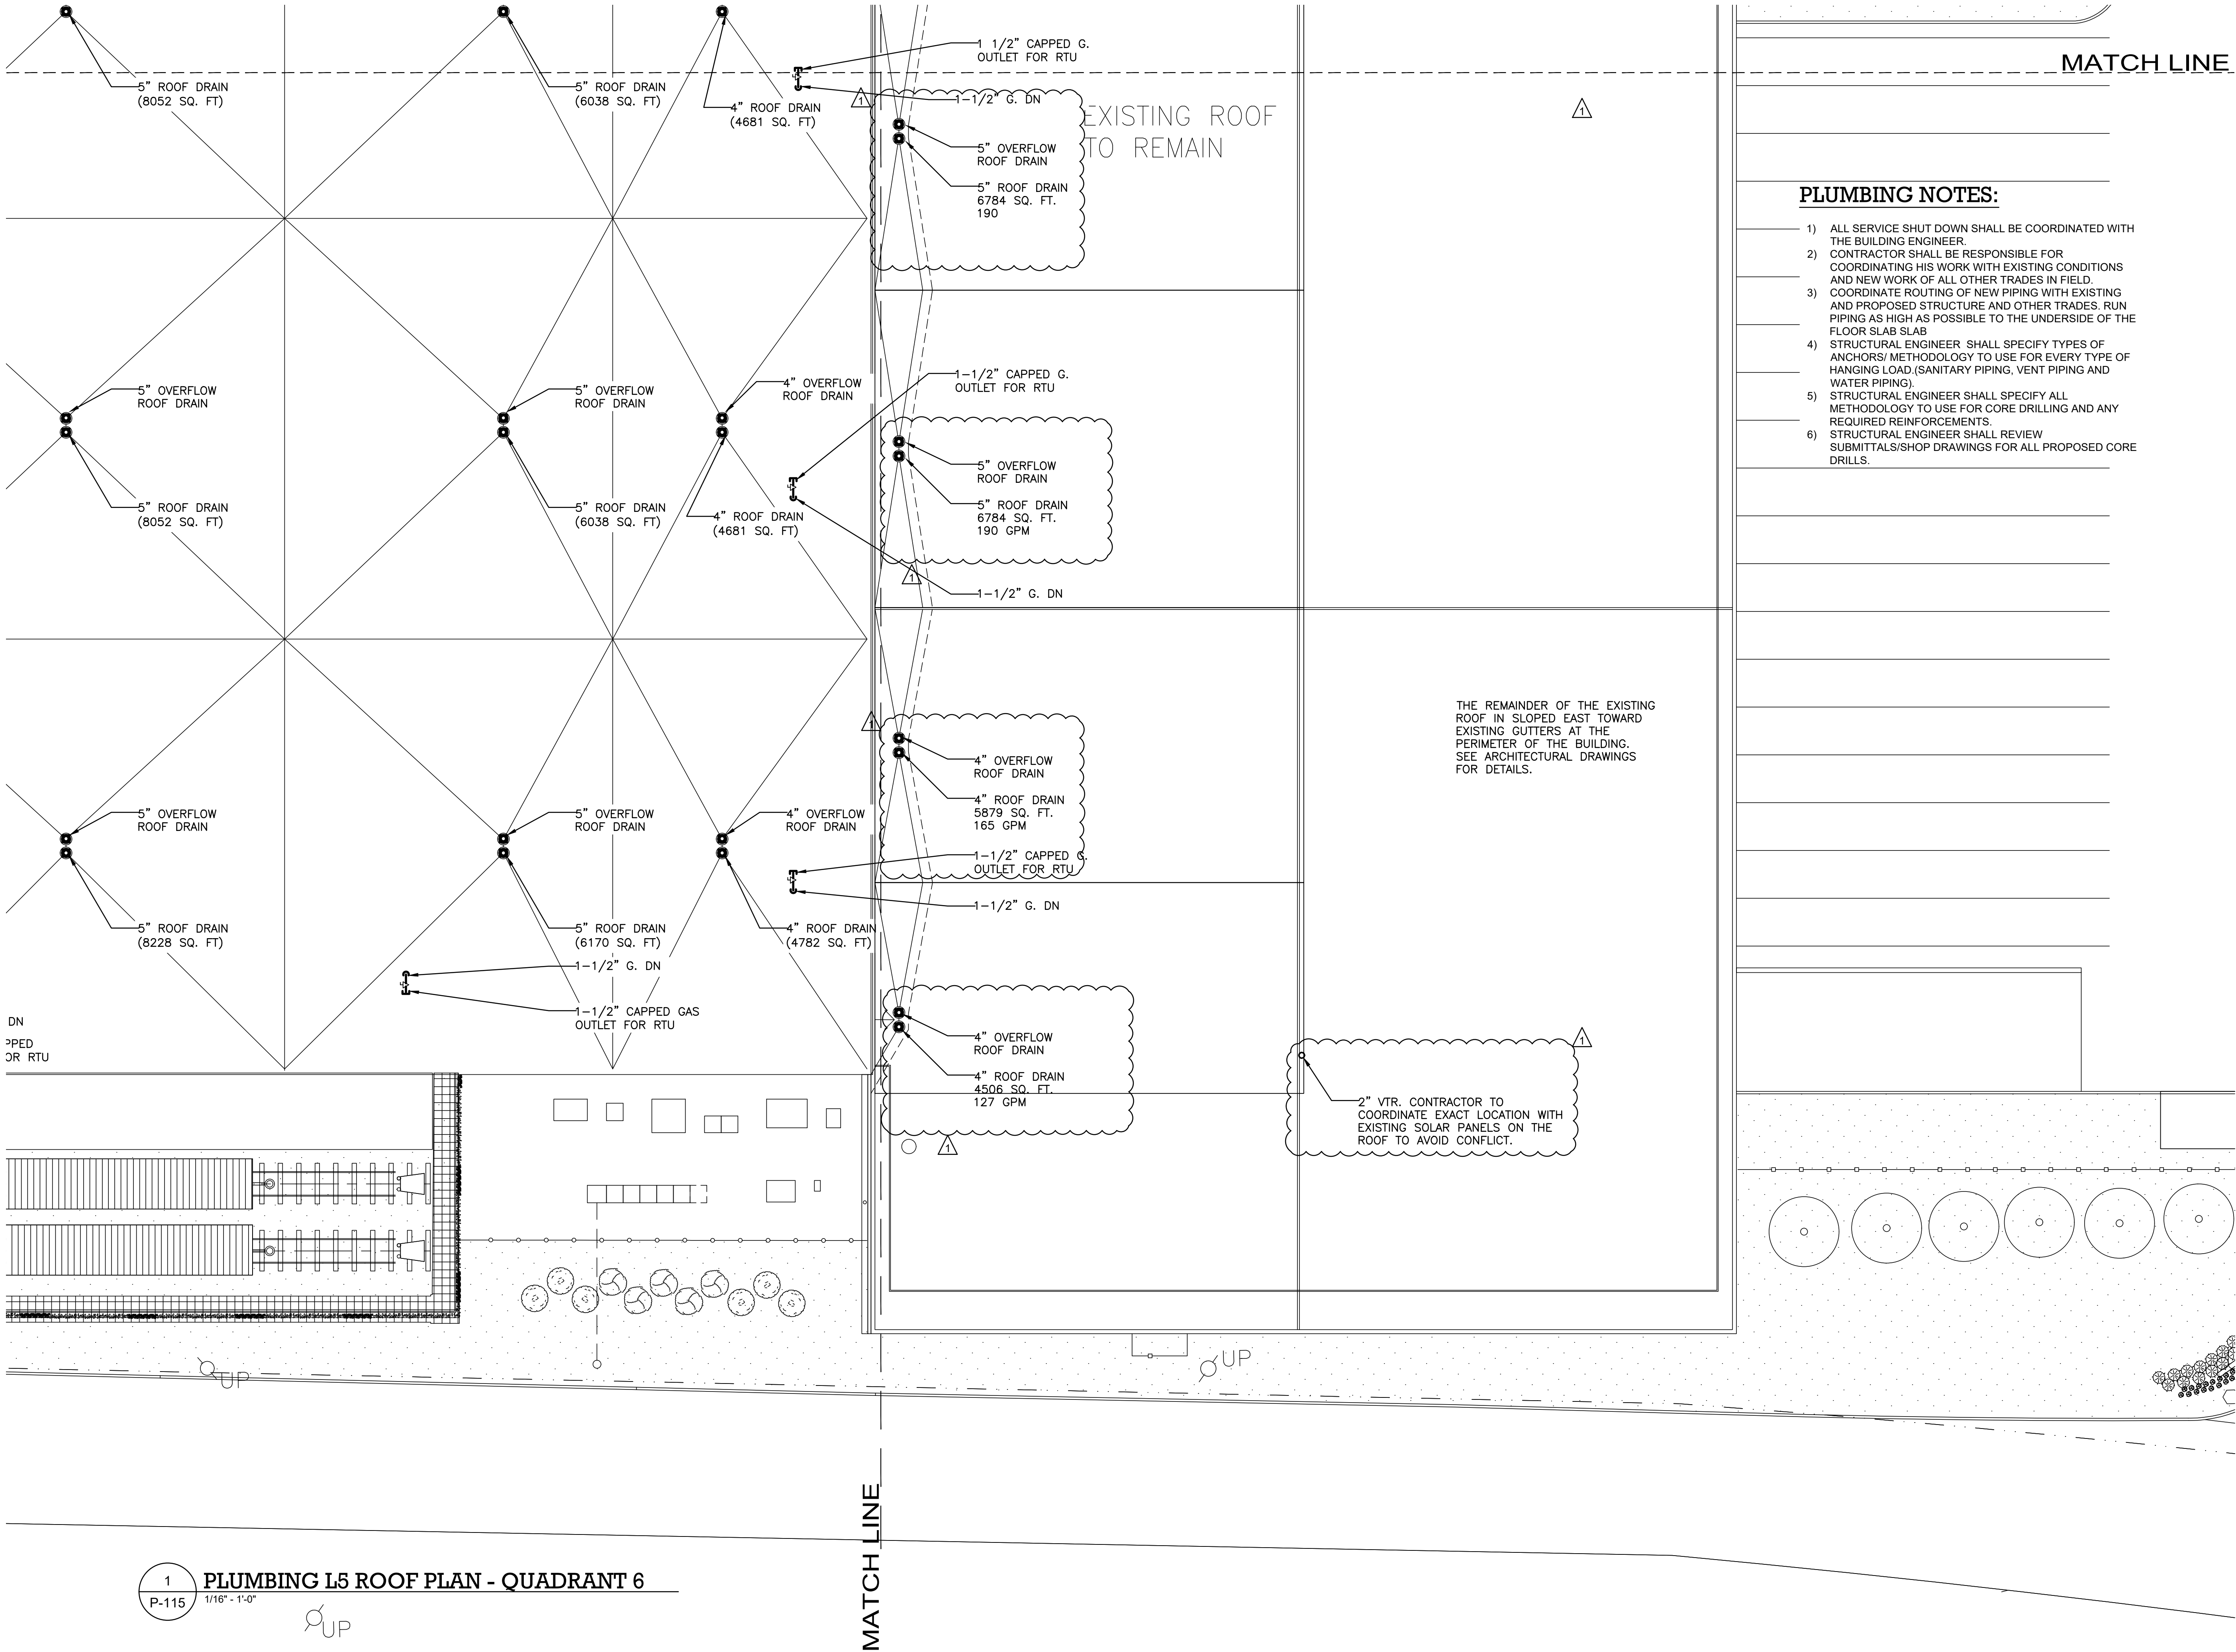 MATCH LINE
1 1/2” CAPPED G.
OUTLET FOR RTU
5” ROOF DRAIN
(8052 SQ. FT)
5” ROOF DRAIN
(6038 SQ. FT)
4” ROOF DRAIN
(4681 SQ. FT)
1
1-1/2” G. DN
EXISTING ROOF
TO REMAIN
1
5” OVERFLOW
ROOF DRAIN
5” ROOF DRAIN
6784 SQ. FT.
190
PLUMBING NOTES:
1) ALL SERVICE SHUT DOWN SHALL BE COORDINATED WITH
THE BUILDING ENGINEER.
2) CONTRACTOR SHALL BE RESPONSIBLE FOR
COORDINATING HIS WORK WITH EXISTING CONDITIONS
AND NEW WORK OF ALL OTHER TRADES IN FIELD.
3) COORDINATE ROUTING OF NEW PIPING WITH EXISTING
AND PROPOSED STRUCTURE AND OTHER TRADES. RUN
PIPING AS HIGH AS POSSIBLE TO THE UNDERSIDE OF THE
FLOOR SLAB SLAB
4) STRUCTURAL ENGINEER SHALL SPECIFY TYPES OF
ANCHORS/ METHODOLOGY TO USE FOR EVERY TYPE OF
HANGING LOAD.(SANITARY PIPING, VENT PIPING AND
WATER PIPING).
5) STRUCTURAL ENGINEER SHALL SPECIFY ALL
METHODOLOGY TO USE FOR CORE DRILLING AND ANY
REQUIRED REINFORCEMENTS.
6) STRUCTURAL ENGINEER SHALL REVIEW
SUBMITTALS/SHOP DRAWINGS FOR ALL PROPOSED CORE
DRILLS.
5” OVERFLOW
ROOF DRAIN
5” OVERFLOW
ROOF DRAIN
4” OVERFLOW
ROOF DRAIN
1-1/2” CAPPED G.
OUTLET FOR RTU
5” ROOF DRAIN
(8052 SQ. FT)
5” ROOF DRAIN
(6038 SQ. FT)
4” ROOF DRAIN
(4681 SQ. FT)
5” OVERFLOW
ROOF DRAIN
5” ROOF DRAIN
6784 SQ. FT.
190 GPM
1
1-1/2” G. DN
THE REMAINDER OF THE EXISTING
ROOF IN SLOPED EAST TOWARD
EXISTING GUTTERS AT THE
PERIMETER OF THE BUILDING.
SEE ARCHITECTURAL DRAWINGS
FOR DETAILS.
1
4” OVERFLOW
ROOF DRAIN
4” ROOF DRAIN
5879 SQ. FT.
165 GPM
5” OVERFLOW
ROOF DRAIN
5” OVERFLOW
ROOF DRAIN
4” OVERFLOW
ROOF DRAIN
1-1/2” CAPPED G.
OUTLET FOR RTU
1-1/2” G. DN
5” ROOF DRAIN
(8228 SQ. FT)
5” ROOF DRAIN
(6170 SQ. FT)
4” ROOF DRAIN
(4782 SQ. FT)
1-1/2” G. DN
1-1/2” CAPPED GAS
OUTLET FOR RTU
DN
PPED
OR RTU
4” OVERFLOW
ROOF DRAIN
4” ROOF DRAIN
4506 SQ. FT.
127 GPM
1
1
2” VTR. CONTRACTOR TO
COORDINATE EXACT LOCATION WITH
EXISTING SOLAR PANELS ON THE
ROOF TO AVOID CONFLICT.
UP
UP
MATCH LINE
1
P-115
PLUMBING L5 ROOF PLAN - QUADRANT 6
1/16" - 1'-0"
UP